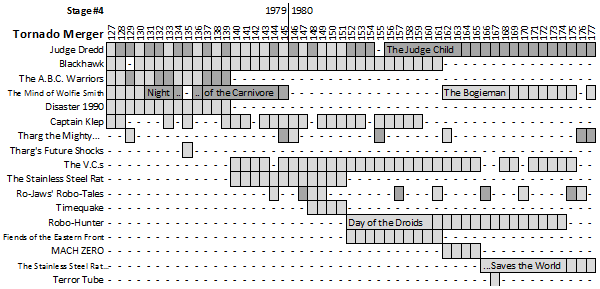 Stage#4 1979 1980
Tornado Merger 127 128 129 130 131 132 133 134 135 136 137 138 139 140 141 142 143 144 145 146 147 148 149 150 151 152 153 154 155 156 157 158 159 160 161 162 163 164 165 166 167 168 169 170 171 172 173 174 175 176 177
Judge Dredd The Judge Child
Blackhawk
The A.B.C. Warriors
The Mind of Wolfie Smith Night .. .. of the Carnivore The Bogieman
Disaster 1990
Captain Klep
Tharg the Mighty...
Tharg's Future Shocks
The V.C.s
The Stainless Steel Rat
Ro-Jaws' Robo-Tales
Timequake
Robo-Hunter Day of the Droids
Fiends of the Eastern Front
MACH ZERO
The Stainless Steel Rat... ...Saves the World
Terror Tube